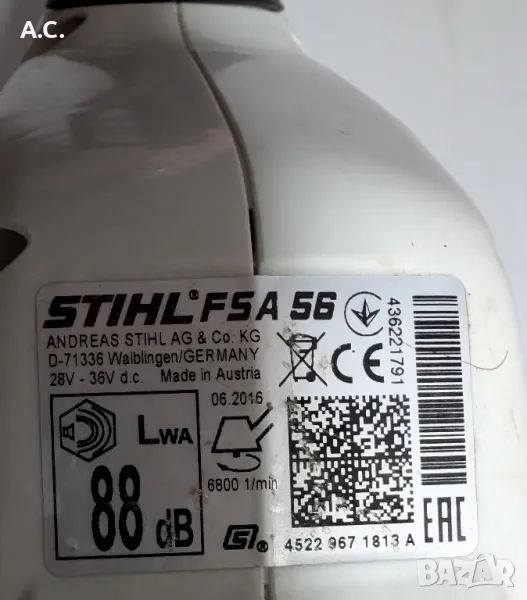 A.C.
STIHL® FSA 56
ANDREAS STIHL AG & Co. KG
D-71336 Waiblingen/GERMANY
28V - 36V d.c. Made in Austria
06.2016
436221791
LWA
88 dB
6800 1/min
4522 967 1813 A
EAC
BAZAR